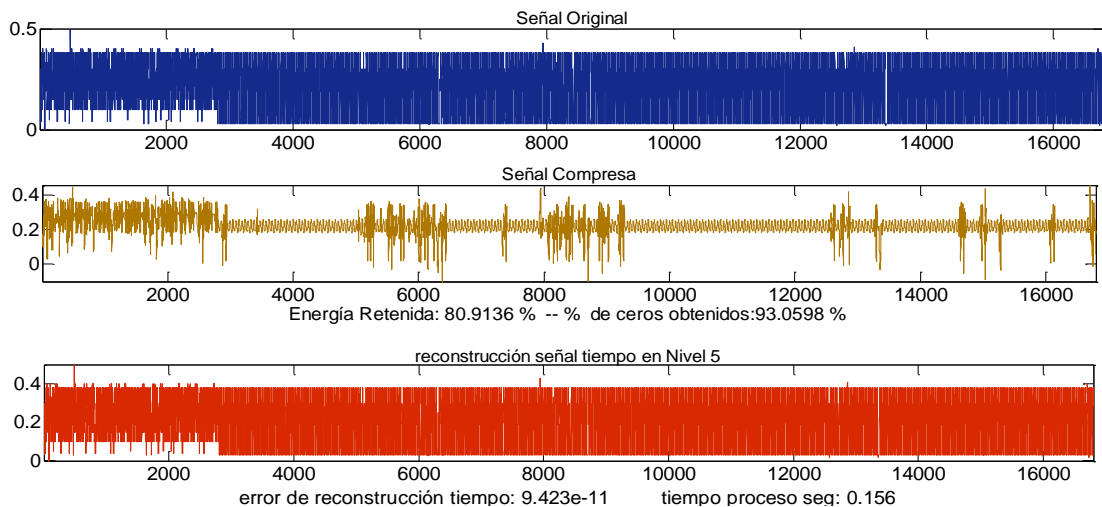 Señal Original
0.5
0
2000 4000 6000 8000 10000 12000 14000 16000
Señal Compresa
0.4
0.2
0
2000 4000 6000 8000 10000 12000 14000 16000
Energía Retenida: 80.9136 % -- % de ceros obtenidos:93.0598 %
reconstrucción señal tiempo en Nivel 5
0.4
0.2
0
2000 4000 6000 8000 10000 12000 14000 16000
error de reconstrucción tiempo: 9.423e-11 tiempo proceso seg: 0.156